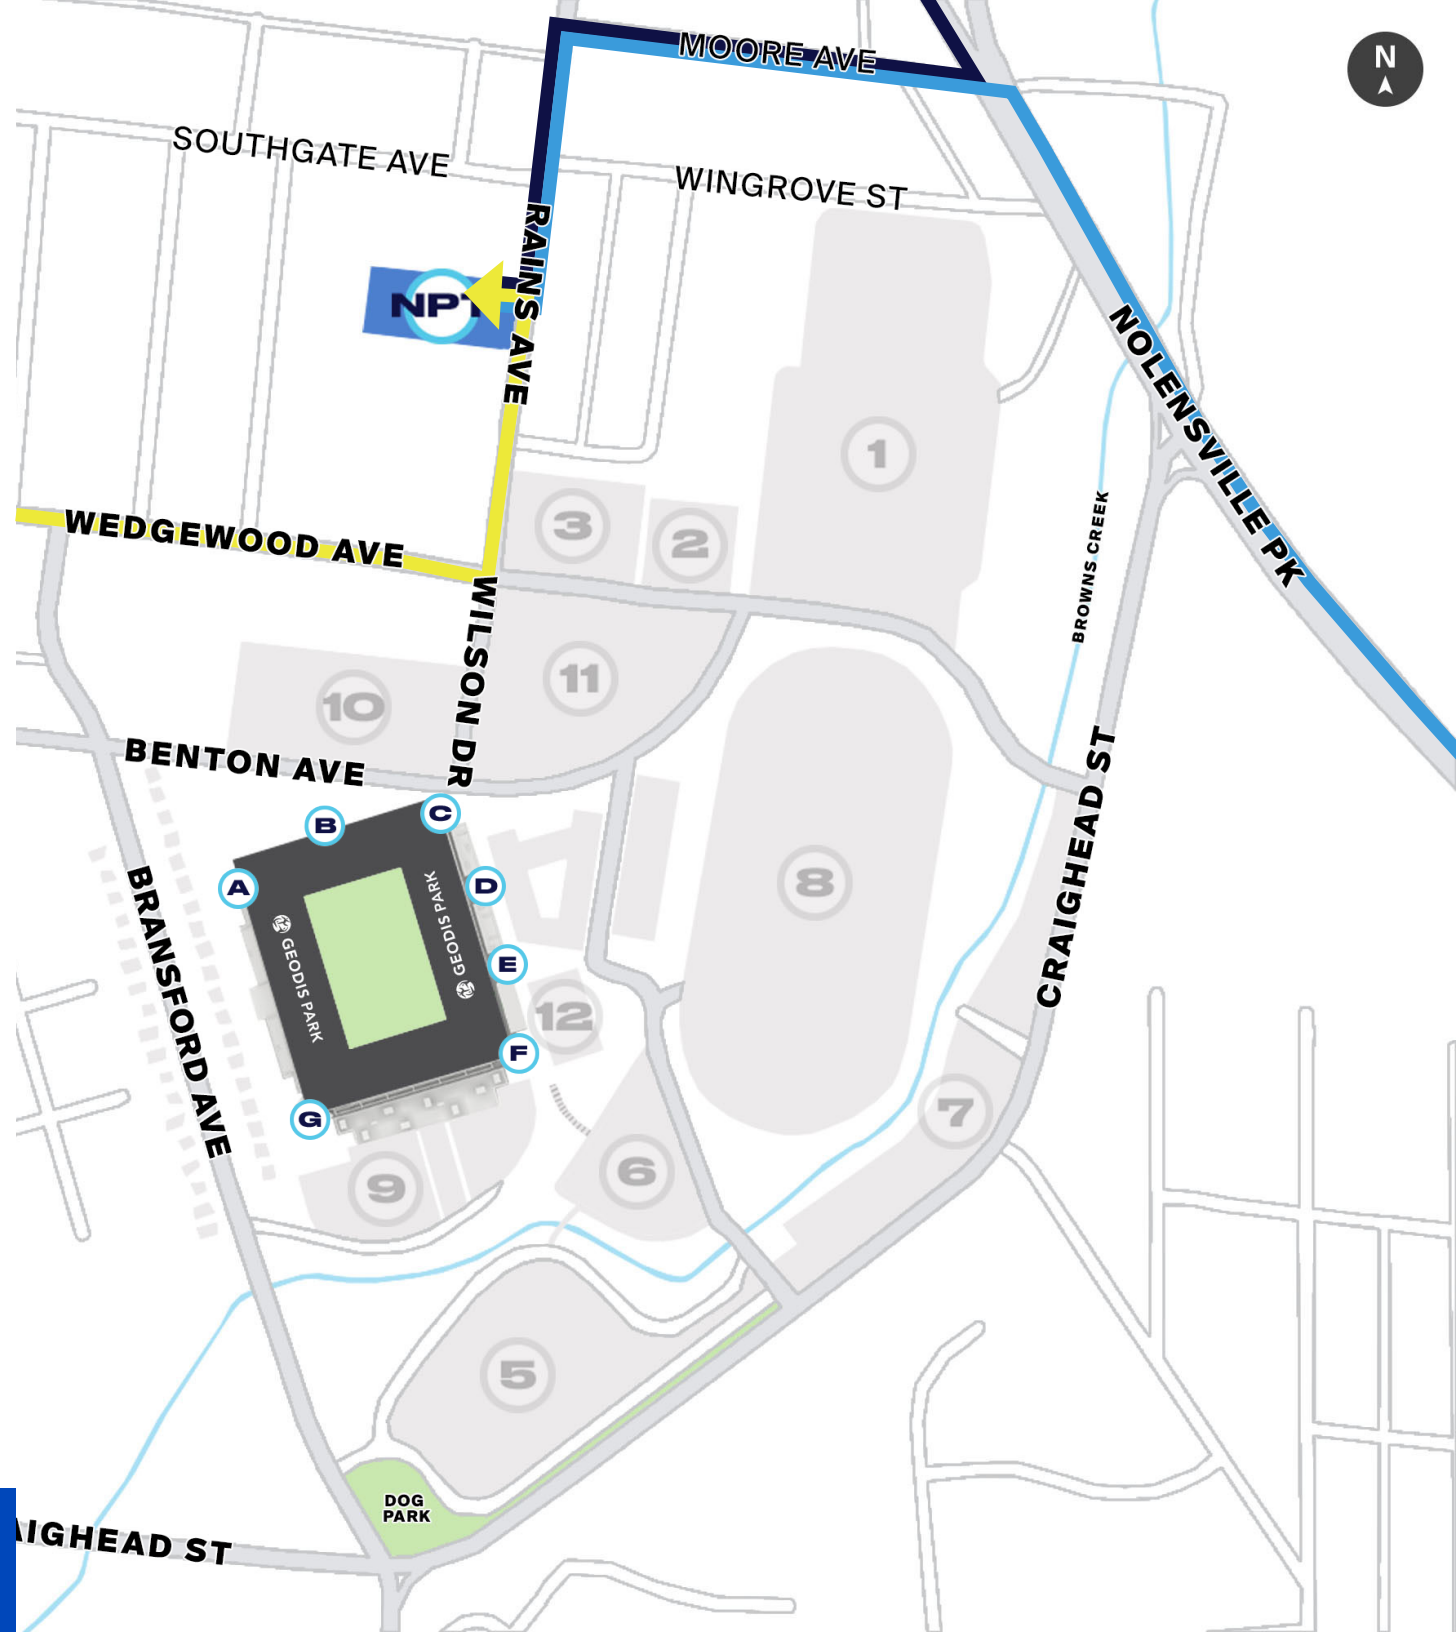 MOORE AVE
N
SOUTHGATE AVE
WINGROVE ST
RAINS AVE
NPT
NOLENSVILLE PK
1
3
2
WEDGEWOOD AVE
BROWNS CREEK
WILSON DR
11
10
BENTON AVE
CRAIGHEAD ST
B
C
A
D
8
BRANSFORD AVE
GEODIS PARK
GEODIS PARK
E
12
F
7
G
6
9
5
DOG
PARK
AIGHEAD ST